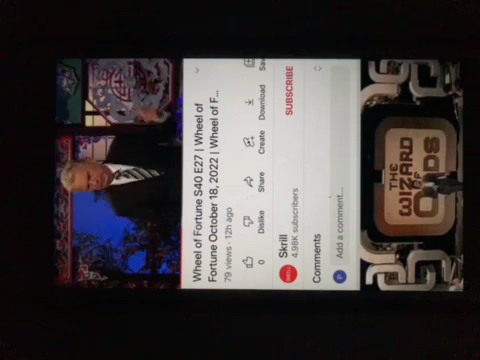 Wheel of Fortune S40 E27 | Wheel of
Fortune October 18, 2022 | Wheel of F...
79 views · 12h ago
0
Dislike
Share
Create
Download
Skrill
4.98K subscribers
SUBSCRIBE
Comments
P
Add a comment...
THE
WIZARD
OF
ODDS